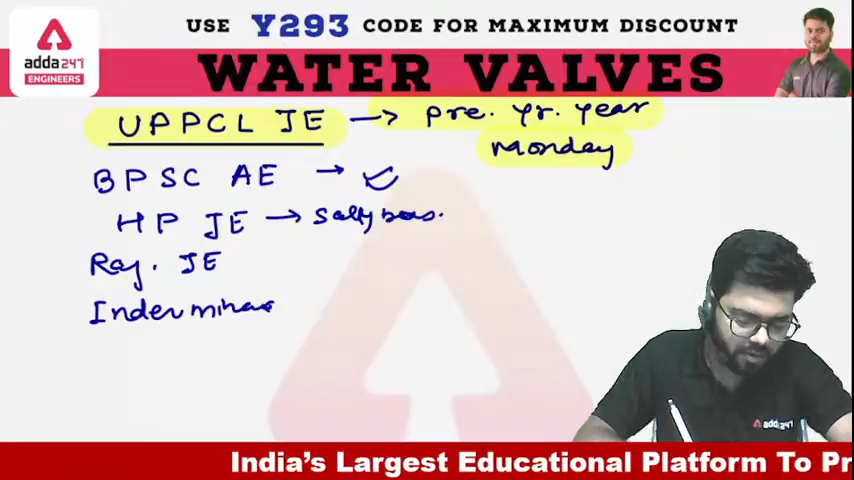 USE Y293 CODE FOR MAXIMUM DISCOUNT
adda247
ENGINEERS
WATER VALVES
UPPCL JE → pre. yr. year
Monday
BPSC AE →
HP JE →
Raj. JE
adda247
India's Largest Educational Platform To Pr